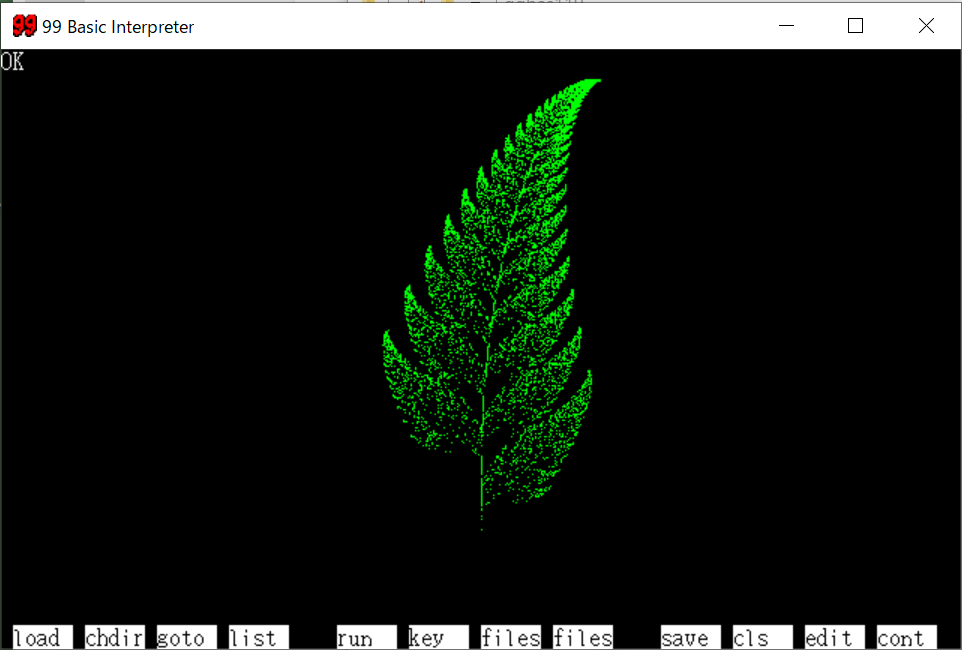 99 Basic Interpreter
OK
load chdir goto list run key files files save cls edit cont